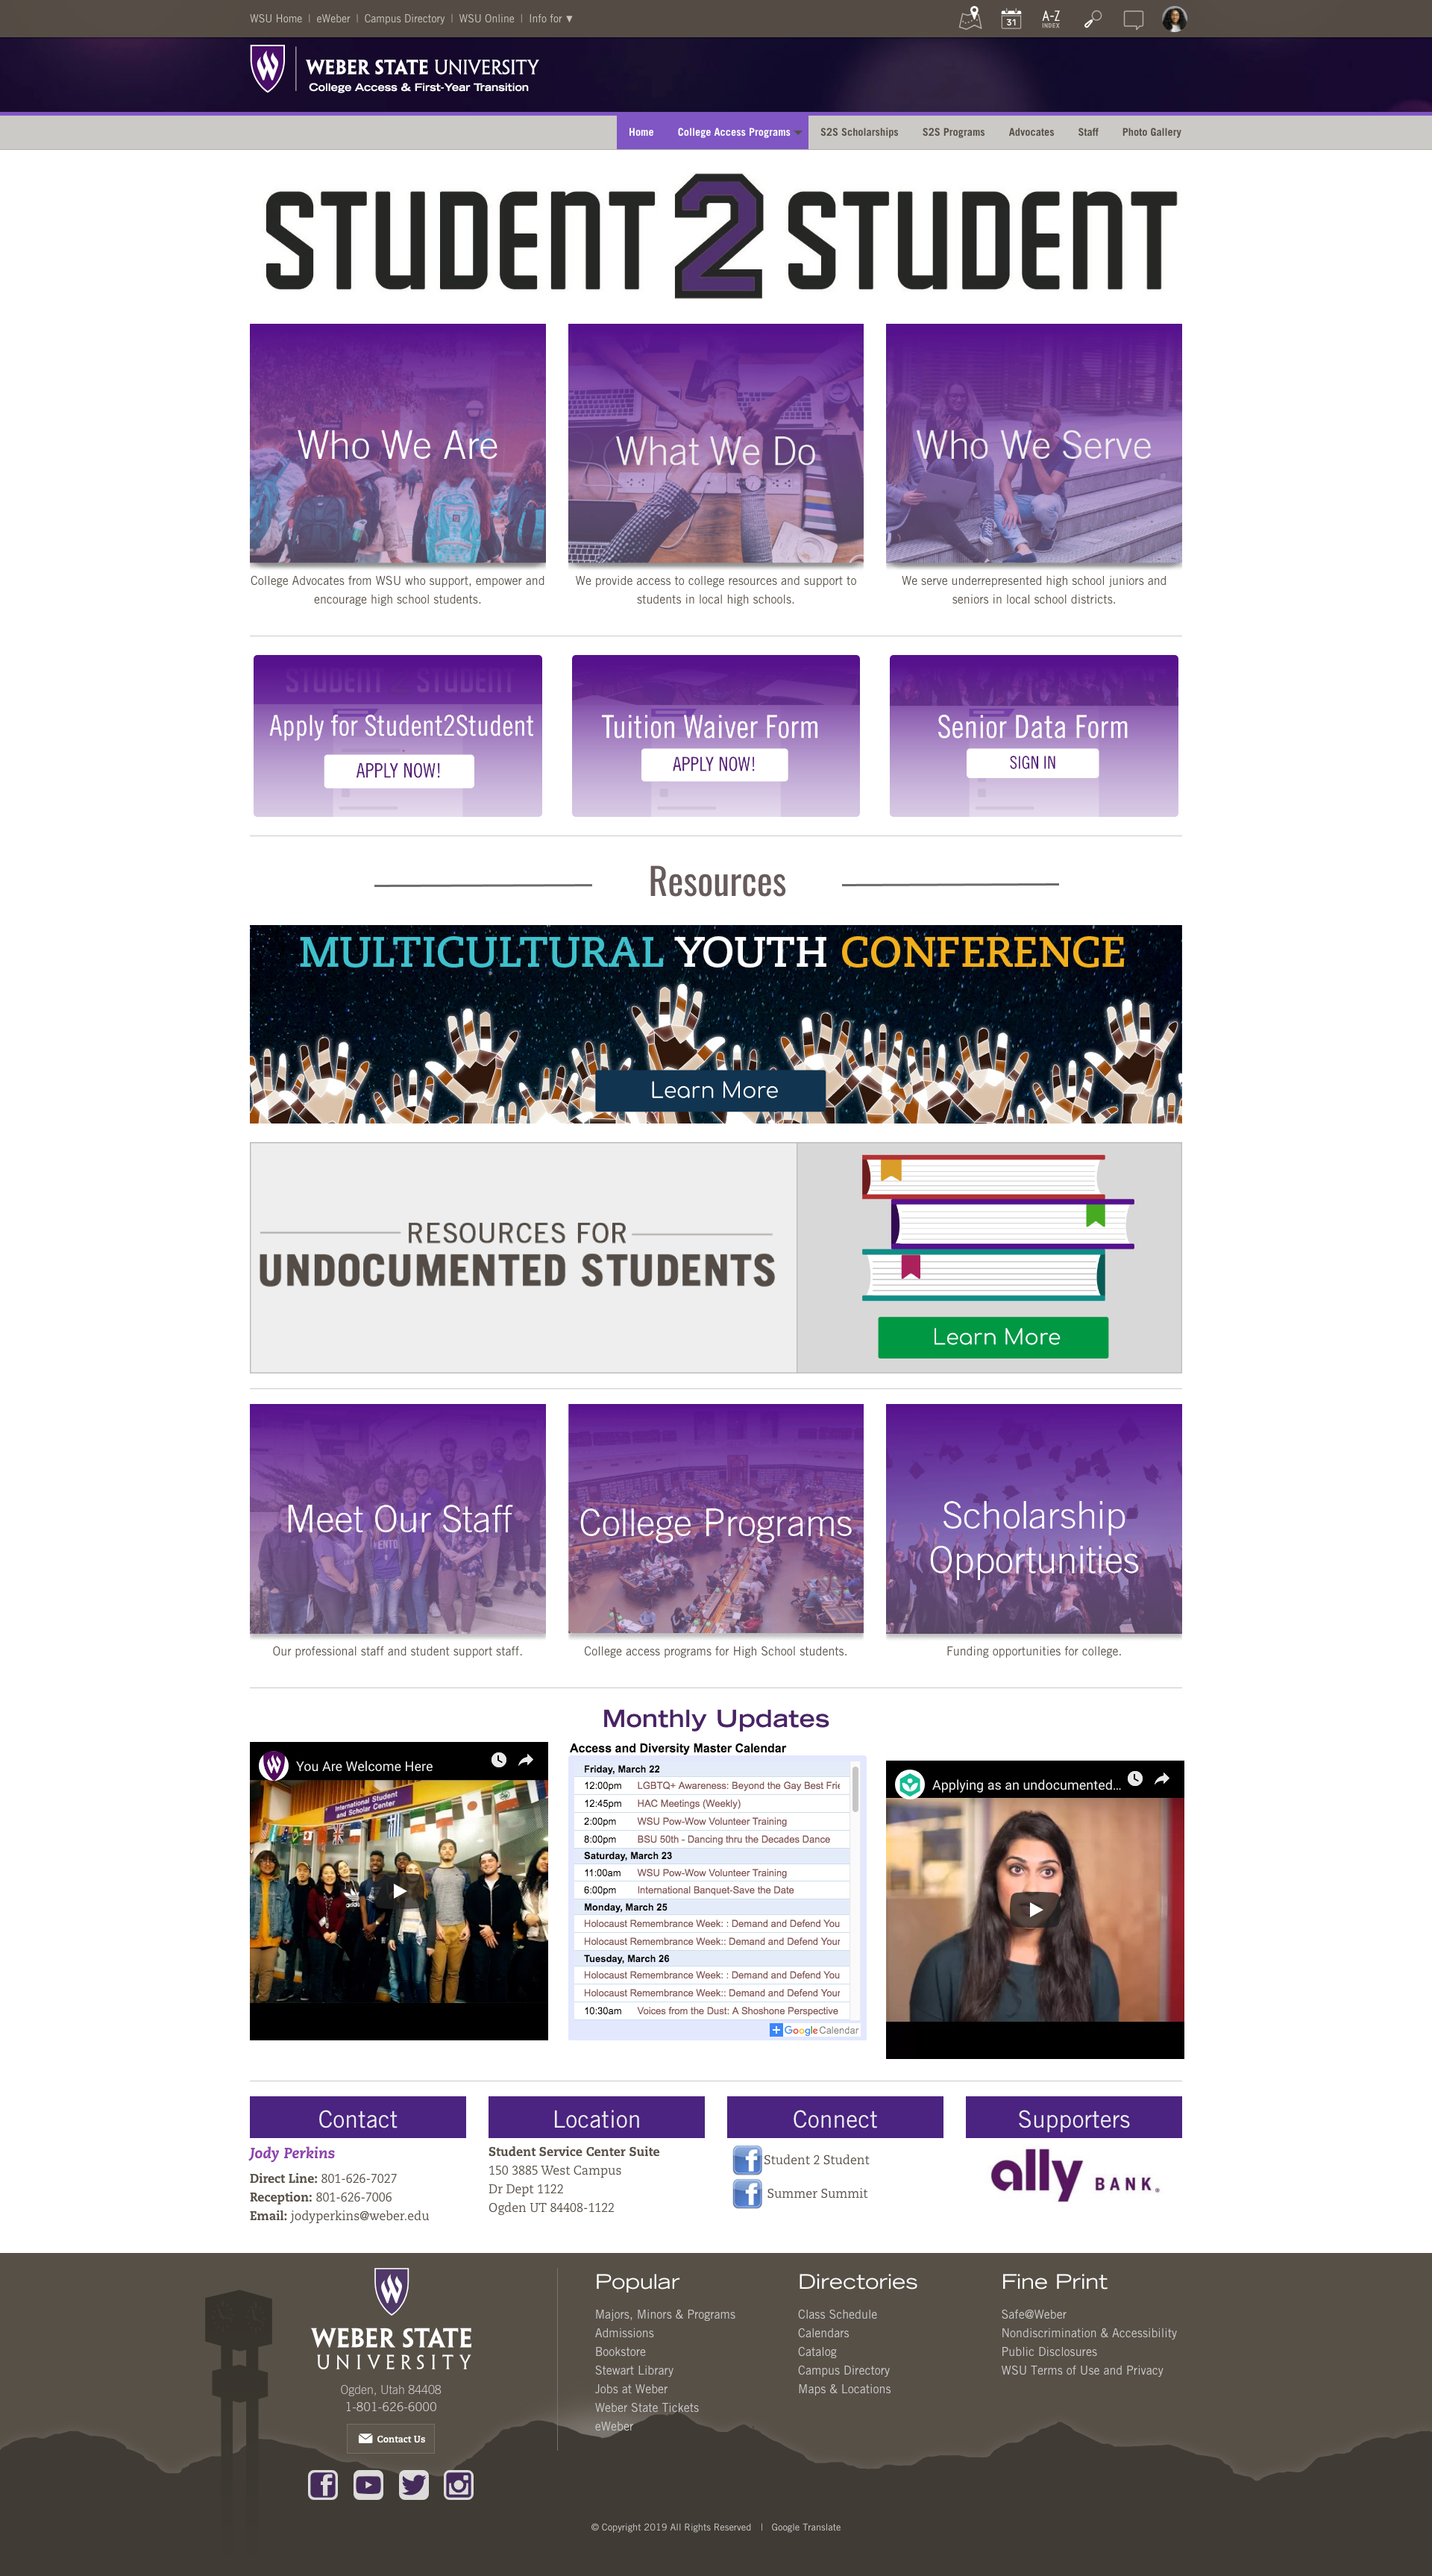 WSU Home | eWeber | Campus Directory | WSU Online | Info for ▼
31
A-Z
INDEX
WEBER STATE UNIVERSITY
College Access & First-Year Transition
Home College Access Programs S2S Scholarships S2S Programs Advocates Staff Photo Gallery
STUDENT 2 STUDENT
Who We Are
What We Do
Who We Serve
College Advocates from WSU who support, empower and
encourage high school students.
We provide access to college resources and support to
students in local high schools.
We serve underrepresented high school juniors and
seniors in local school districts.
STUDENT STUDENT
Apply for Student2Student
APPLY NOW!
Tuition Waiver Form
APPLY NOW!
Senior Data Form
SIGN IN
Resources
MULTICULTURAL YOUTH CONFERENCE
Learn More
RESOURCES FOR
UNDOCUMENTED STUDENTS
Learn More
Meet Our Staff
College Programs
Scholarship
Opportunities
Our professional staff and student support staff.
College access programs for High School students.
Funding opportunities for college.
Monthly Updates
You Are Welcome Here
International Student
and Scholar Center
Access and Diversity Master Calendar
Friday, March 22
12:00pm LGBTQ+ Awareness: Beyond the Gay Best Frie
12:45pm HAC Meetings (Weekly)
2:00pm WSU Pow-Wow Volunteer Training
8:00pm BSU 50th - Dancing thru the Decades Dance
Saturday, March 23
11:00am WSU Pow-Wow Volunteer Training
6:00pm International Banquet-Save the Date
Monday, March 25
Holocaust Remembrance Week: : Demand and Defend You
Holocaust Remembrance Week:: Demand and Defend Your
Tuesday, March 26
Holocaust Remembrance Week: : Demand and Defend You
Holocaust Remembrance Week:: Demand and Defend Your
10:30am Voices from the Dust: A Shoshone Perspective
Google Calendar
Applying as an undocumented...
Contact
Jody Perkins
Direct Line: 801-626-7027
Reception: 801-626-7006
Email: jodyperkins@weber.edu
Location
Student Service Center Suite
150 3885 West Campus
Dr Dept 1122
Ogden UT 84408-1122
Connect
Student 2 Student
Summer Summit
Supporters
ally BANK®
WEBER STATE
UNIVERSITY
Ogden, Utah 84408
1-801-626-6000
Contact Us
Popular
Majors, Minors & Programs
Admissions
Bookstore
Stewart Library
Jobs at Weber
Weber State Tickets
eWeber
Directories
Class Schedule
Calendars
Catalog
Campus Directory
Maps & Locations
Fine Print
Safe@Weber
Nondiscrimination & Accessibility
Public Disclosures
WSU Terms of Use and Privacy
© Copyright 2019 All Rights Reserved | Google Translate